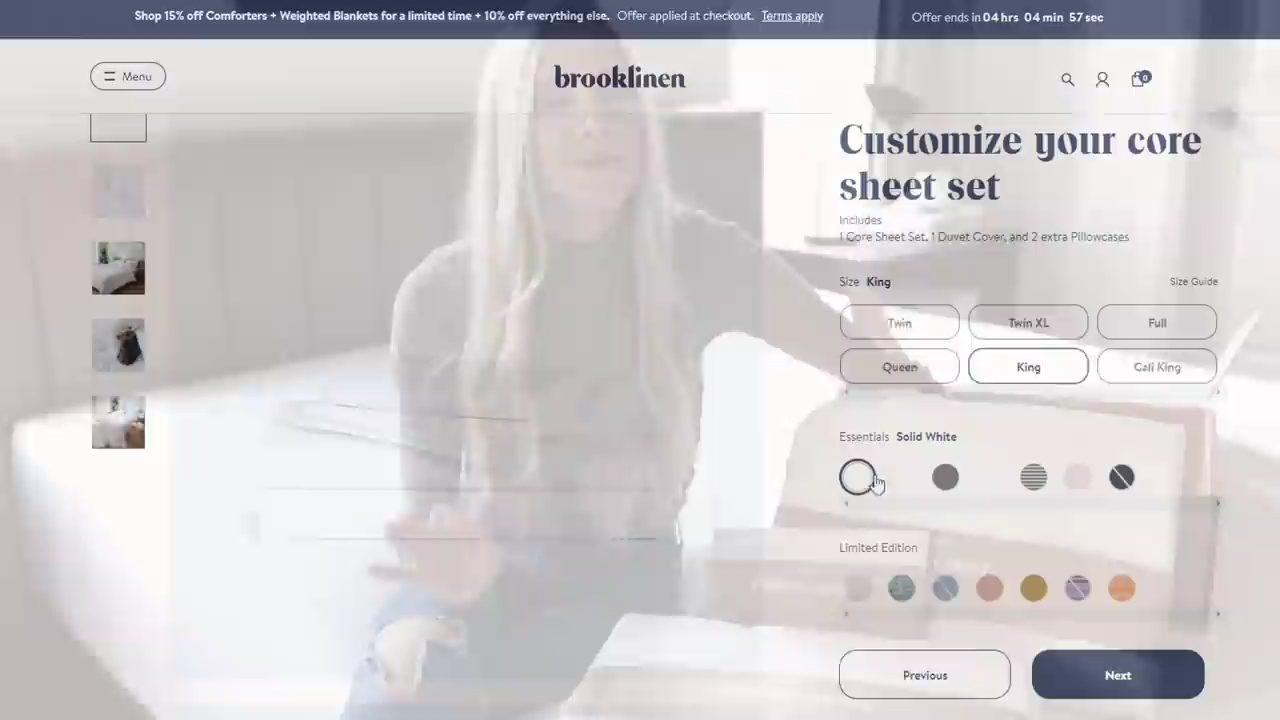 Shop 15% off Comforters + Weighted Blankets for a limited time + 10% off everything else. Offer applied at checkout. Terms apply
Offer ends in 04 hrs 04 min 57 sec
Menu
brooklinen
0
Customize your core
sheet set
Includes
1 Core Sheet Set, 1 Duvet Cover, and 2 extra Pillowcases
Size King
Size Guide
Twin
Twin XL
Full
Queen
King
Cali King
Essentials Solid White
Limited Edition
Previous
Next